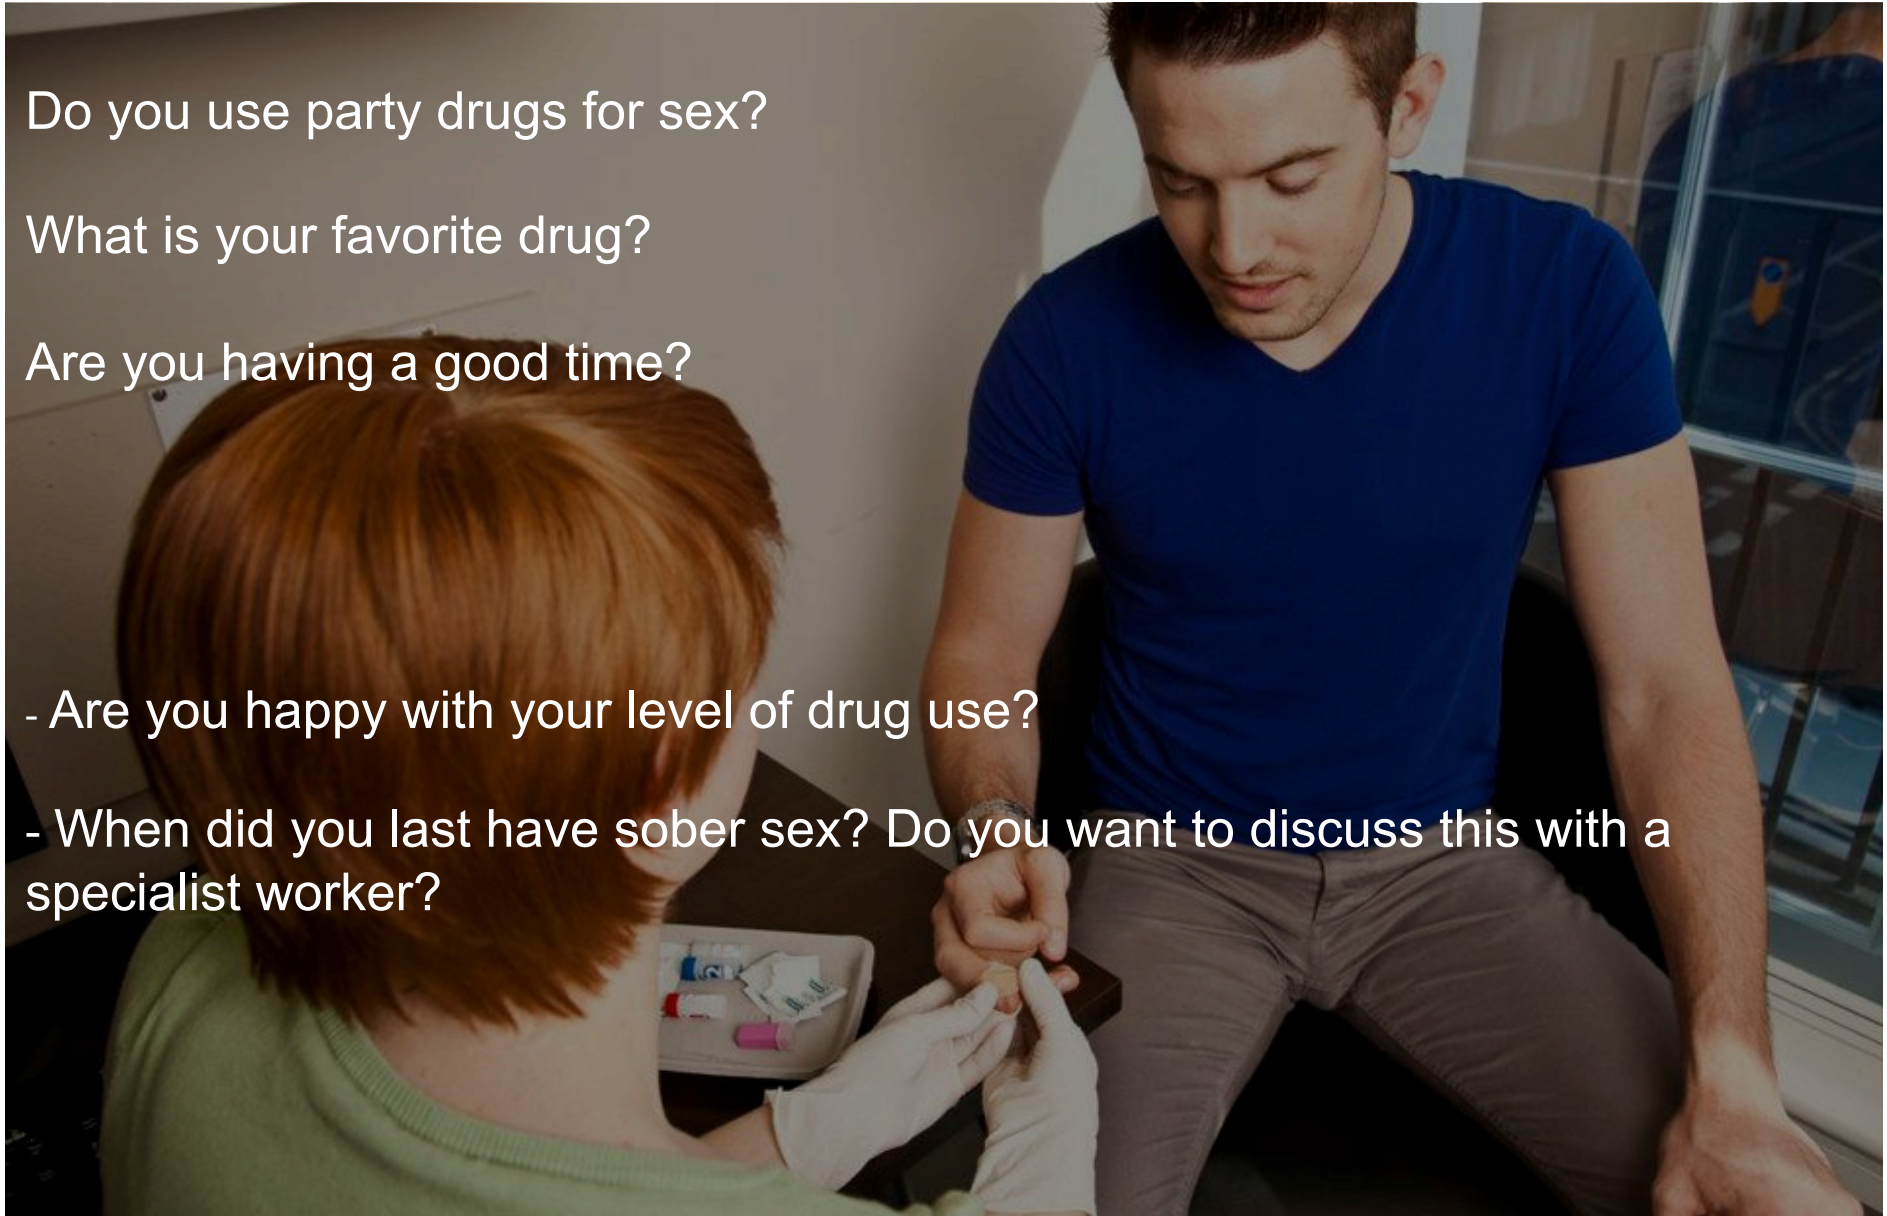 Do you use party drugs for sex?
What is your favorite drug?
Are you having a good time?
- Are you happy with your level of drug use?
- When did you last have sober sex? Do you want to discuss this with a
specialist worker?